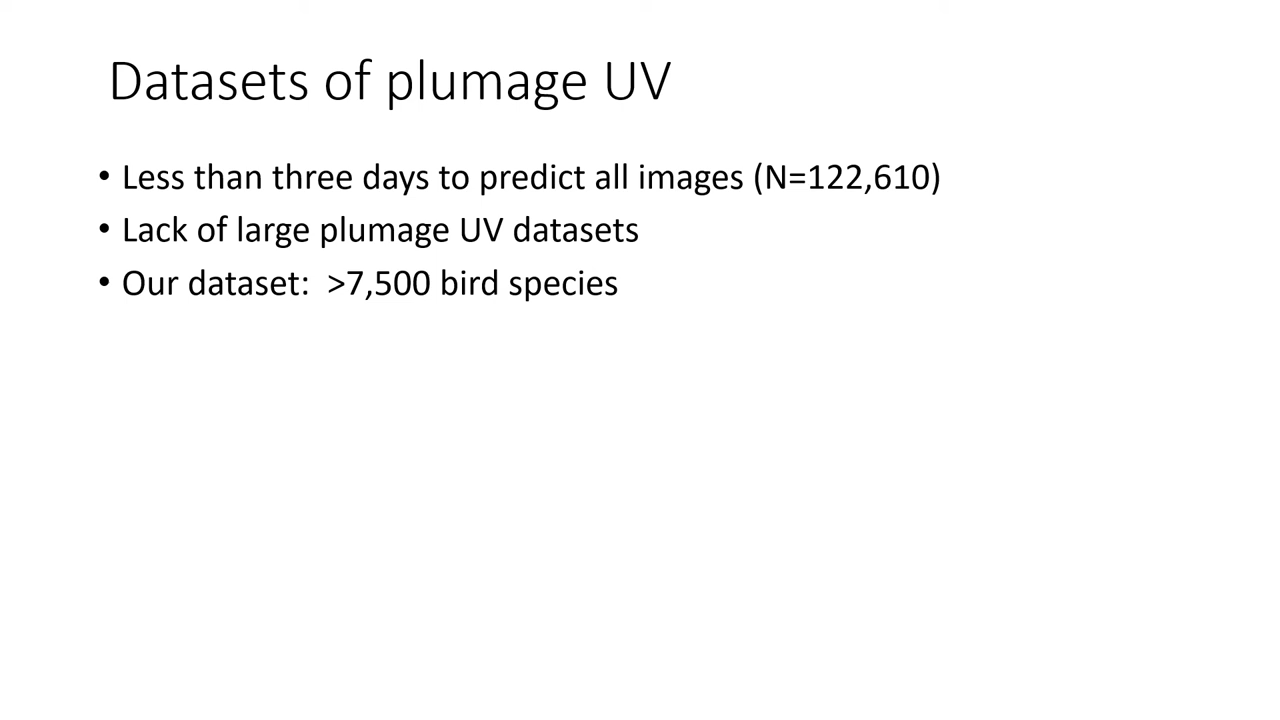 Datasets of plumage UV
• Less than three days to predict all images (N=122,610)
• Lack of large plumage UV datasets
• Our dataset:  >7,500 bird species